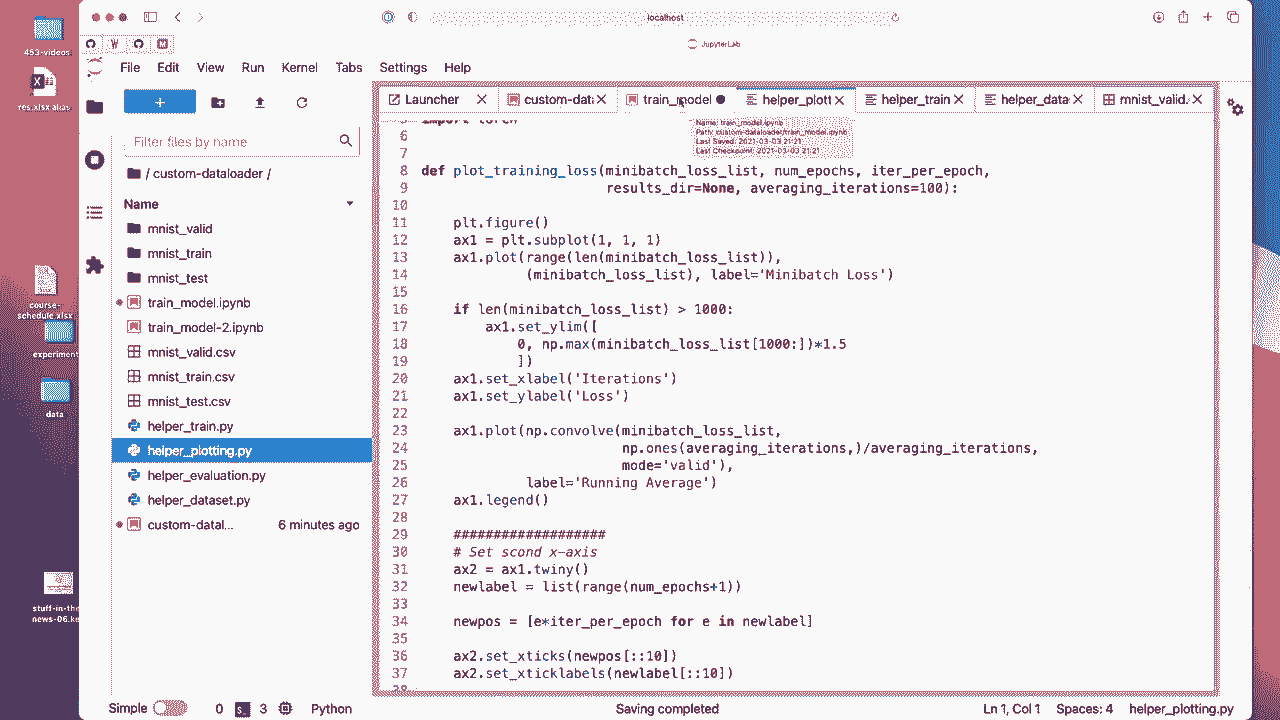 localhost
JupyterLab
File Edit View Run Kernel Tabs Settings Help
Launcher custom-dat train_model helper_plott helper_train helper_data mnist_valid.
Filter files by name
/ custom-dataloader /
Name
mnist_valid
mnist_train
mnist_test
train_model.ipynb
train_model-2.ipynb
mnist_valid.csv
mnist_train.csv
mnist_test.csv
helper_train.py
helper_plotting.py
helper_evaluation.py
helper_dataset.py
custom-datal... 6 minutes ago
Name: train_model.ipynb
Path: custom-dataloader/train_model.ipynb
Last Saved: 2021-03-03 21:21
Last Checkpoint: 2021-03-03 21:21
5 import torch
6
7
8 def plot_training_loss(minibatch_loss_list, num_epochs, iter_per_epoch,
9 results_dir=None, averaging_iterations=100):
10
11 plt.figure()
12 ax1 = plt.subplot(1, 1, 1)
13 ax1.plot(range(len(minibatch_loss_list)),
14 (minibatch_loss_list), label='Minibatch Loss')
15
16 if len(minibatch_loss_list) > 1000:
17 ax1.set_ylim([
18 0, np.max(minibatch_loss_list[1000:])*1.5
19 ])
20 ax1.set_xlabel('Iterations')
21 ax1.set_ylabel('Loss')
22
23 ax1.plot(np.convolve(minibatch_loss_list,
24 np.ones(averaging_iterations,)/averaging_iterations,
25 mode='valid'),
26 label='Running Average')
27 ax1.legend()
28
29 ###################
30 # Set scond x-axis
31 ax2 = ax1.twiny()
32 newlabel = list(range(num_epochs+1))
33
34 newpos = [e*iter_per_epoch for e in newlabel]
35
36 ax2.set_xticks(newpos[::10])
37 ax2.set_xticklabels(newlabel[::10])
38
Simple 0 3 Python Saving completed Ln 1, Col 1 Spaces: 4 helper_plotting.py
453-videos
res.xlsx alias
course-
schedule.xlsx
experiment
data
stuff-in-the
news-06.ke